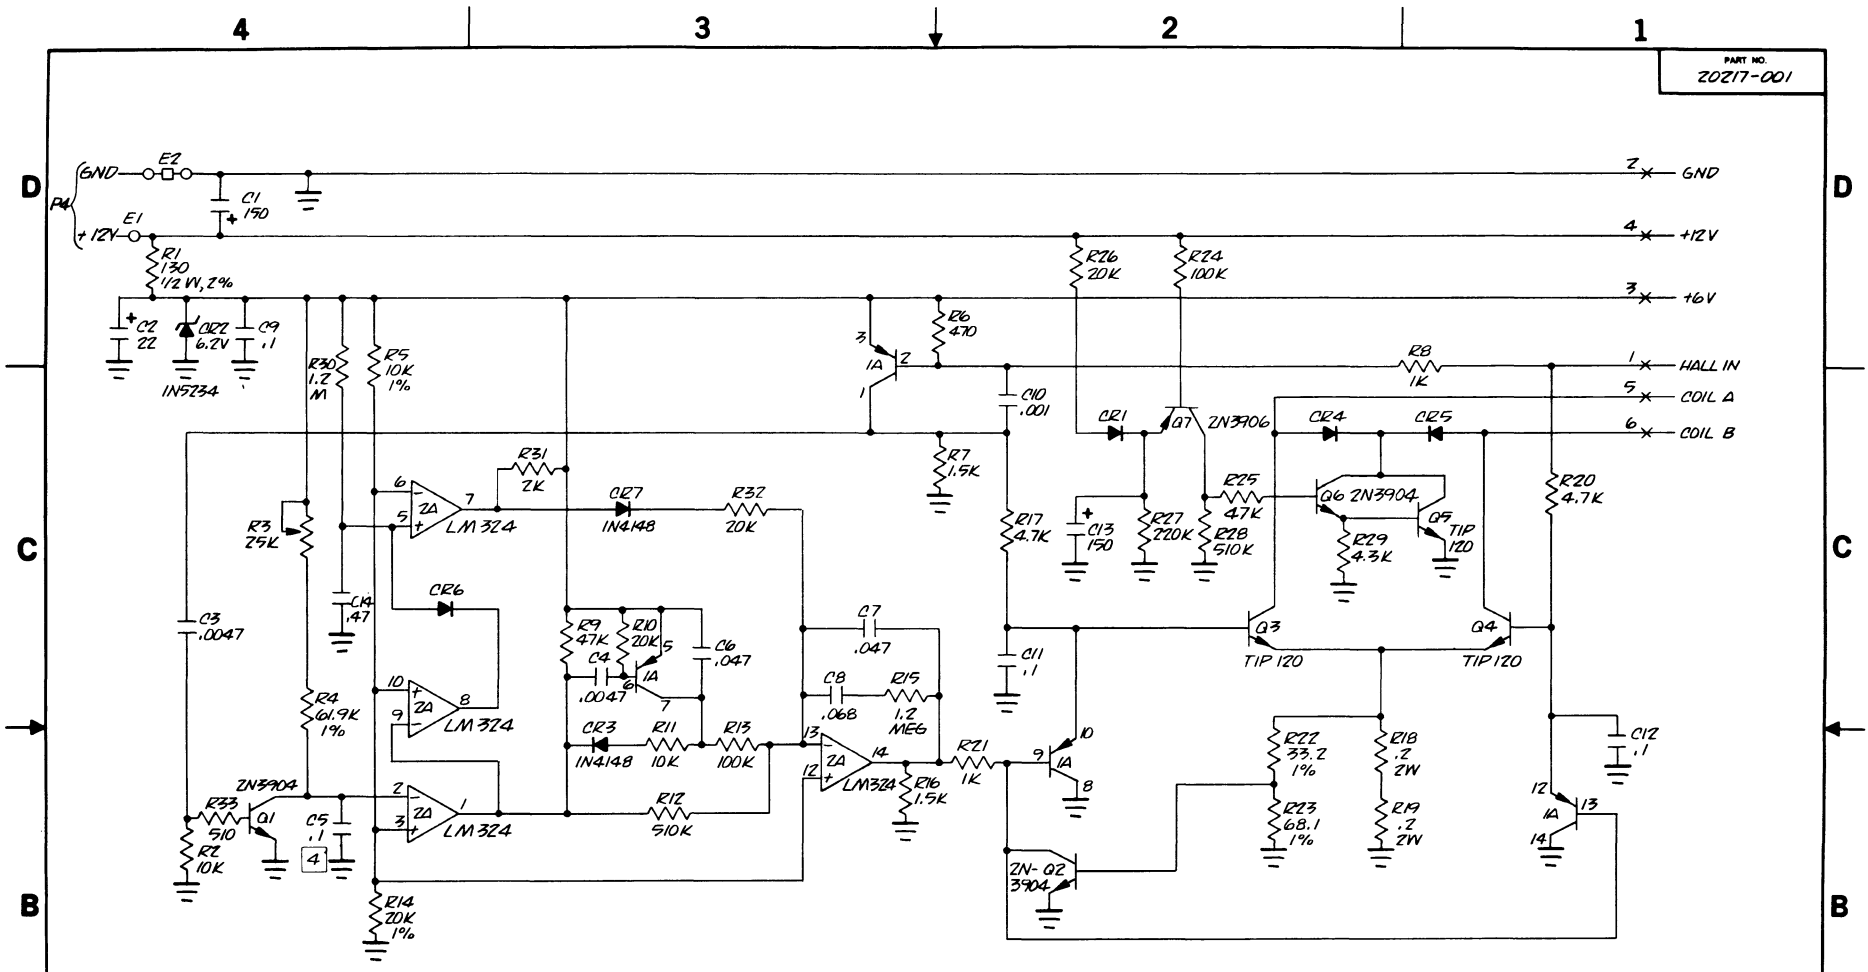 4
3
2
1
PART NO.
20217-001
D
D
P4
GND
E2
C1
150
+
2
GND
+12V
E1
4
+12V
R1
130
1/2 W, 2%
R26
20K
R24
100K
3
+6V
+
C2
22
CR2
6.2V
C9
.1
1N5234
R30
1.2
M
R5
10K
1%
3
1A
2
1
R6
470
R8
1K
1
HALL IN
5
COIL A
6
COIL B
C10
.001
CR1
Q7
2N3906
CR4
CR5
R7
1.5K
R31
2K
6
-
5
+
2A
7
LM324
CR7
1N4148
R32
20K
R3
25K
C
C
R17
4.7K
+
C13
150
R27
220K
R28
510K
R25
47K
Q6 2N3904
Q5
TIP
120
R29
4.3K
R20
4.7K
C3
.0047
C14
.47
CR6
R9
47K
R10
20K
5
C4
.0047
6
1A
7
C6
.047
C7
.047
C11
.1
Q3
TIP 120
Q4
TIP 120
R4
61.9K
1%
10
+
9
-
2A
8
LM324
C8
.068
R15
1.2
MEG
CR3
1N4148
R11
10K
R13
100K
13
-
12
+
2A
14
LM324
R21
1K
R16
1.5K
9
10
1A
8
R22
33.2
1%
R18
.2
2W
C12
.1
2N3904
R33
510
Q1
R2
10K
C5
.1
4
2
-
3
+
2A
1
LM324
R12
510K
R23
68.1
1%
R19
.2
2W
12
1A
13
14
2N-
3904
Q2
R14
20K
1%
B
B